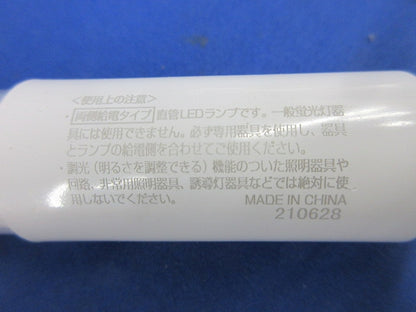 <使用上の注意>
・両側給電タイプ 直管LEDランプです。一般蛍光灯器
具には使用できません。必ず専用器具を使用し、器具
とランプの給電側を合わせてご使用ください。
・調光（明るさを調整できる）機能のついた照明器具や
回路、非常用照明器具、誘導灯器具などでは絶対に使
用しないでください。
MADE IN CHINA
210628